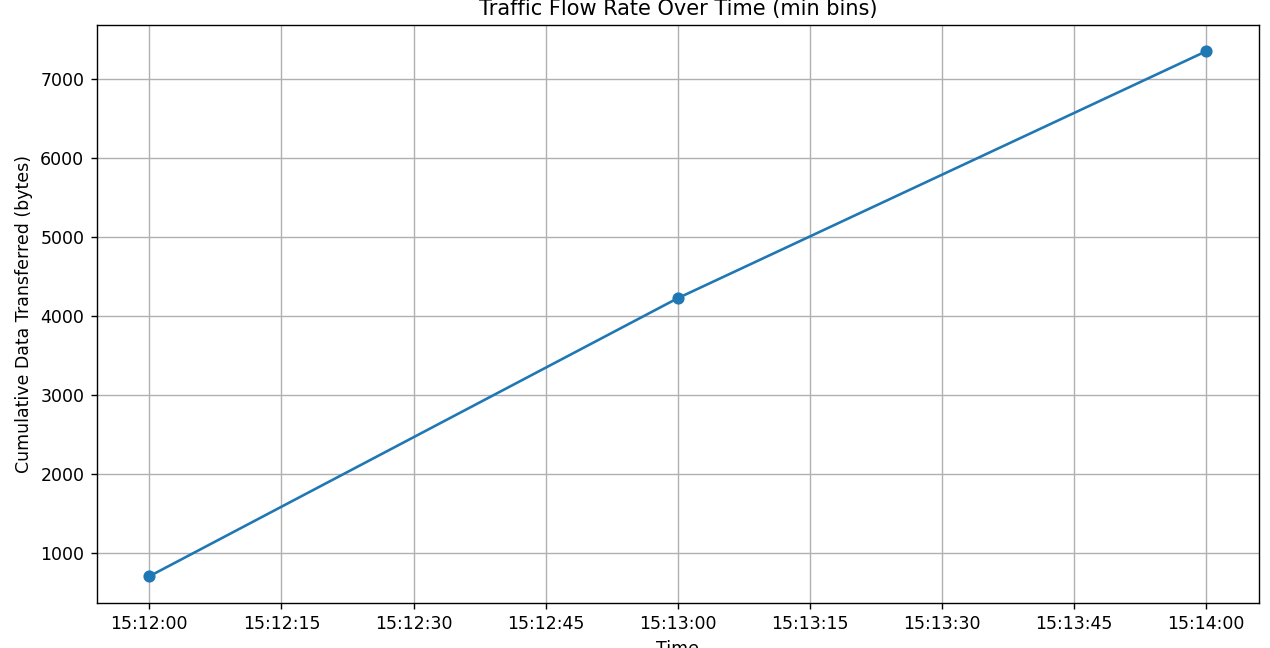 Traffic Flow Rate Over Time (min bins)
Cumulative Data Transferred (bytes)
7000
6000
5000
4000
3000
2000
1000
15:12:00 15:12:15 15:12:30 15:12:45 15:13:00 15:13:15 15:13:30 15:13:45 15:14:00
Time